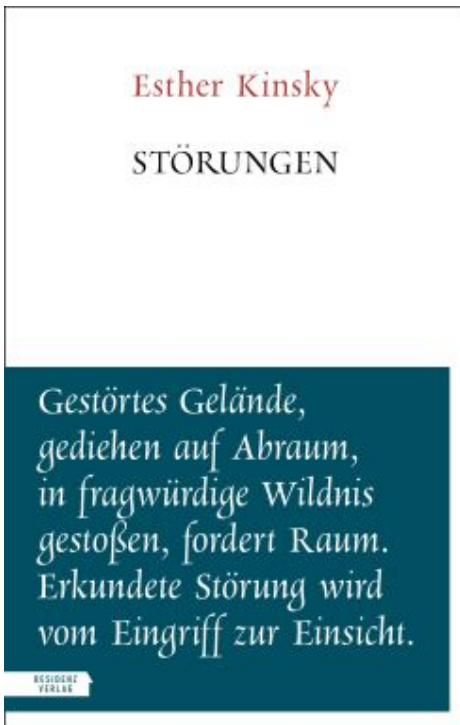 Esther Kinsky
STÖRUNGEN
Gestörtes Gelände,
gediehen auf Abraum,
in fragwürdige Wildnis
gestoßen, fordert Raum.
Erkundete Störung wird
vom Eingriff zur Einsicht.
RESIDENZ
VERLAG